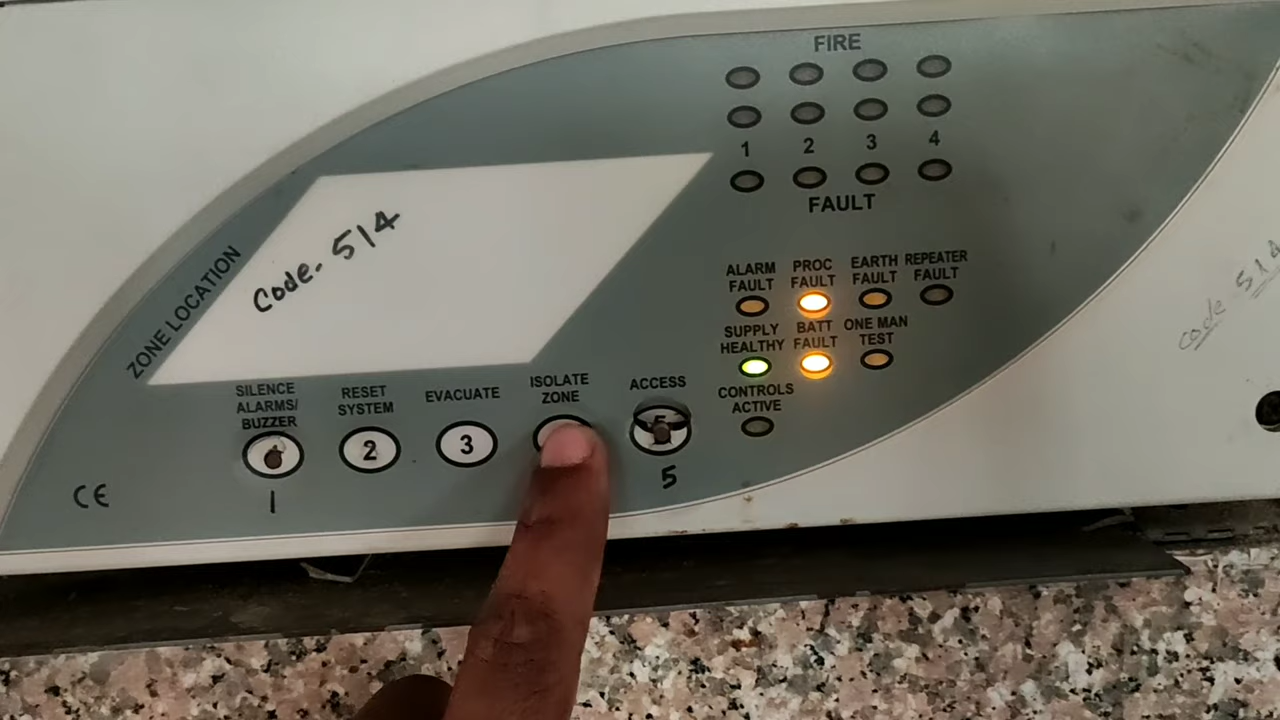 FIRE
1 2 3 4
FAULT
ZONE LOCATION
Code. 514
ALARM FAULT
PROC FAULT
EARTH FAULT
REPEATER FAULT
SUPPLY HEALTHY
BATT FAULT
ONE MAN TEST
CONTROLS ACTIVE
SILENCE ALARMS/ BUZZER
RESET SYSTEM
EVACUATE
ISOLATE ZONE
ACCESS
2
3
5
1
5
CE
code 514